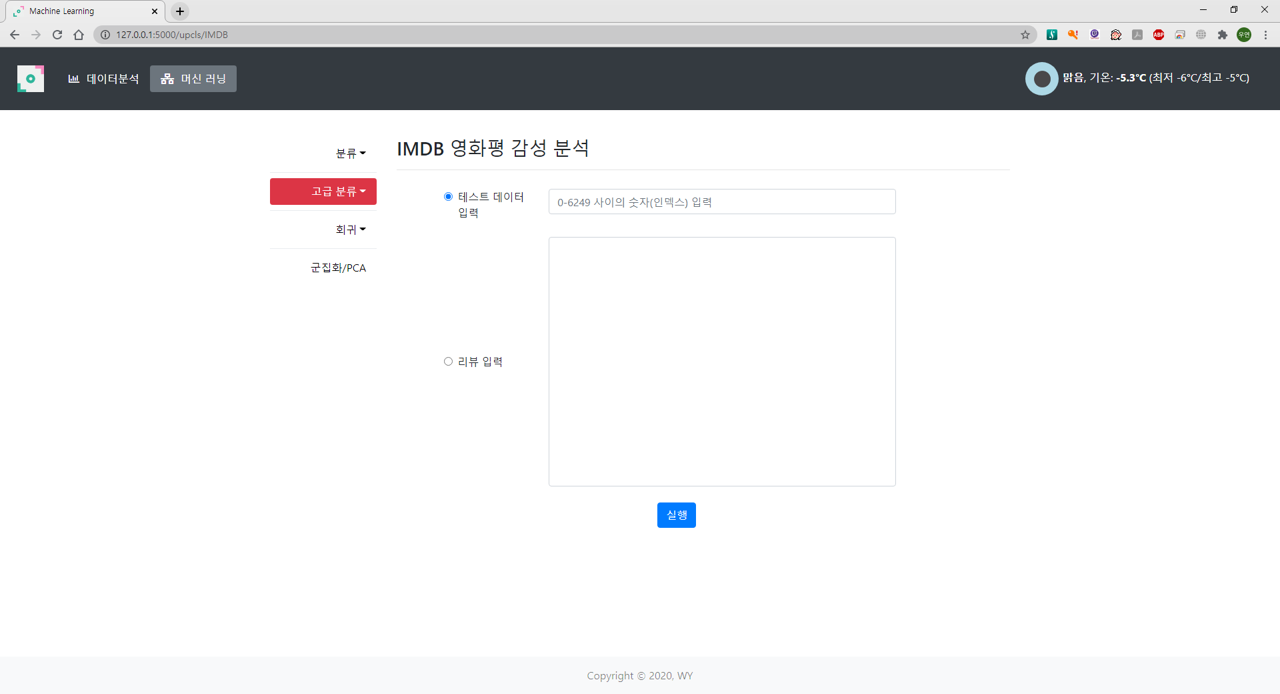 Machine Learning
127.0.0.1:5000/upcls/IMDB
ABP
우연
데이터분석
머신 러닝
맑음, 기온: -5.3°C (최저 -6°C/최고 -5°C)
분류
고급 분류
회귀
군집화/PCA
IMDB 영화평 감성 분석
테스트 데이터
입력
0-6249 사이의 숫자(인덱스) 입력
리뷰 입력
실행
Copyright © 2020, WY